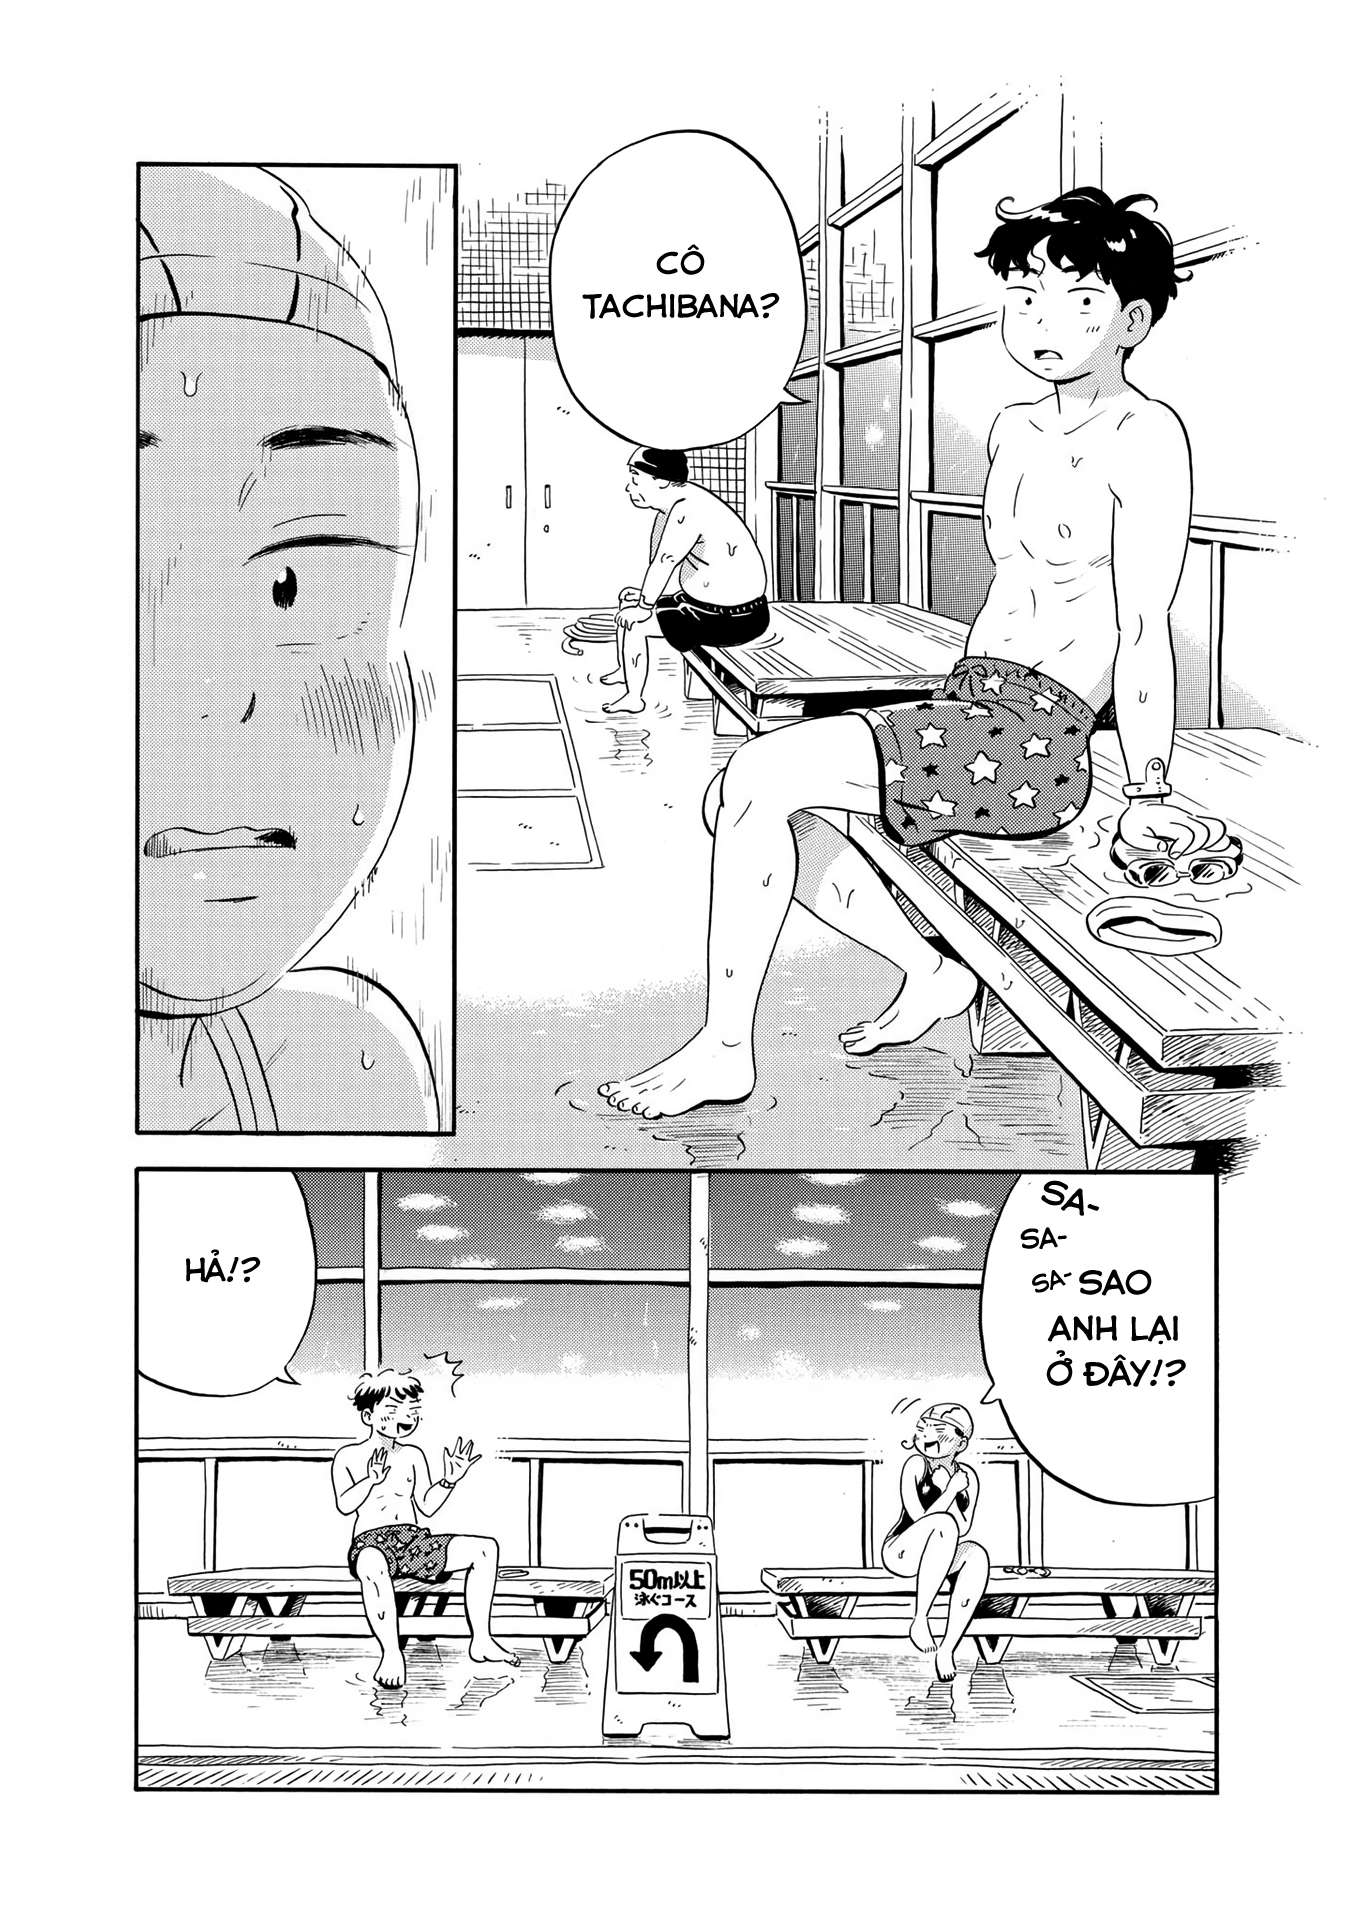 CÔ
TACHIBANA?
SA-
SA-
SA- SAO
ANH LẠI
Ở ĐÂY!?
HẢ!?
50m以上
泳ぐコース